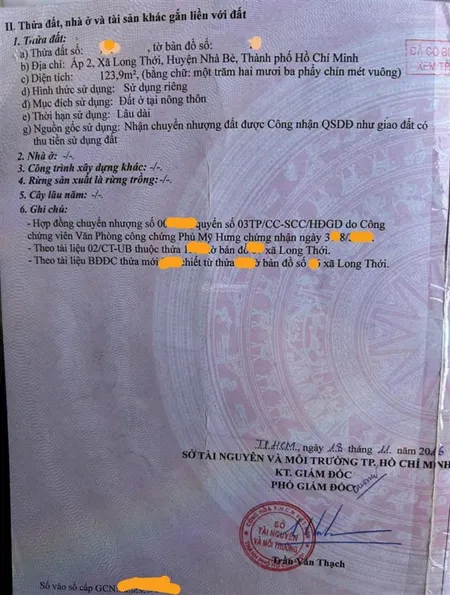 II. Thửa đất, nhà ở và tài sản khác gắn liền với đất
1. Thửa đất:
a) Thửa đất số: , tờ bản đồ số:
b) Địa chỉ: Ấp 2, Xã Long Thới, Huyện Nhà Bè, Thành phố Hồ Chí Minh
c) Diện tích: 123,9m², (bằng chữ: một trăm hai mươi ba phẩy chín mét vuông)
d) Hình thức sử dụng: Sử dụng riêng
đ) Mục đích sử dụng: Đất ở tại nông thôn
e) Thời hạn sử dụng: Lâu dài
g) Nguồn gốc sử dụng: Nhận chuyển nhượng đất được Công nhận QSDĐ như giao đất có
thu tiền sử dụng đất
2. Nhà ở: -/-.
3. Công trình xây dựng khác: -/-.
4. Rừng sản xuất là rừng trồng: -/-.
5. Cây lâu năm: -/-.
6. Ghi chú:
- Hợp đồng chuyển nhượng số quyển số 03TP/CC-SCC/HĐGD do Công
chứng viên Văn Phòng công chứng Phú Mỹ Hưng chứng nhận ngày
- Theo tài liệu 02/CT-UB thuộc thửa tờ bản đồ xã Long Thới.
- Theo tài liệu BĐĐC thửa mới chiết từ thửa tờ bản đồ số xã Long Thới.
T.P.HCM, ngày 18 tháng 11 năm 2016
SỞ TÀI NGUYÊN VÀ MÔI TRƯỜNG TP. HỒ CHÍ MINH
KT. GIÁM ĐỐC
PHÓ GIÁM ĐỐC
SỞ
TÀI NGUYÊN
VÀ MÔI TRƯỜNG
Trần Văn Thạch
Số vào sổ cấp GCN: